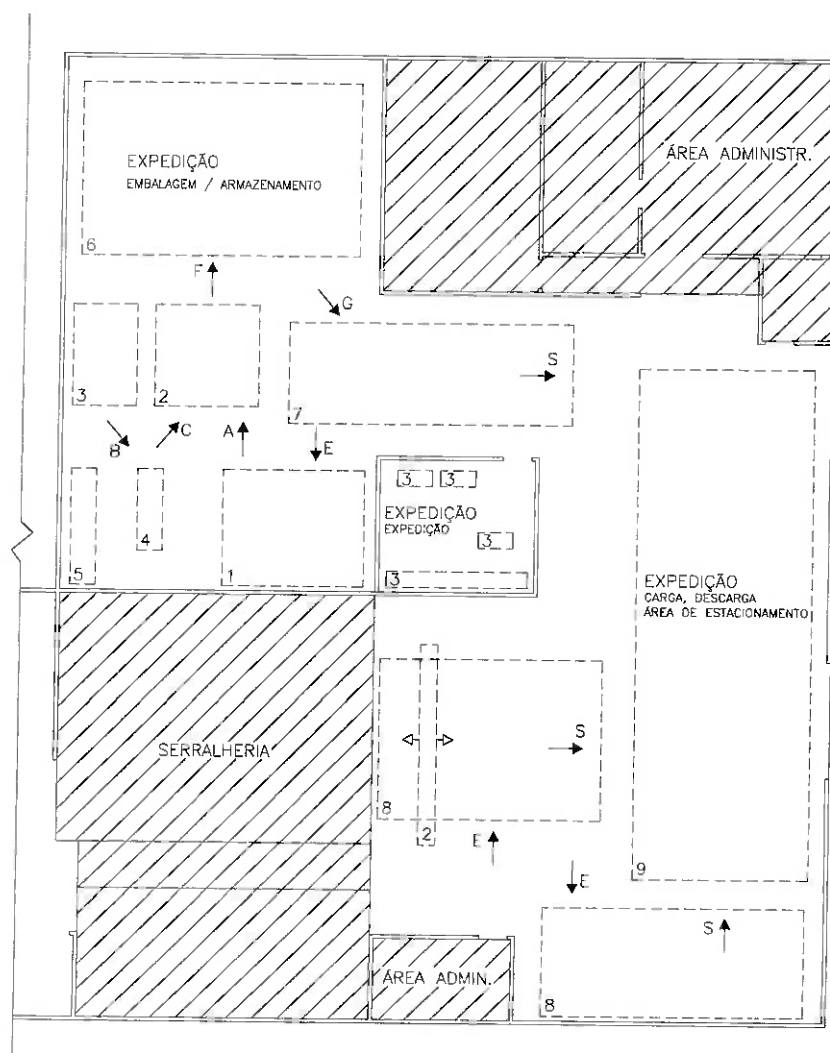 EXPEDIÇÃO
EMBALAGEM / ARMAZENAMENTO
6
ÁREA ADMINISTR.
F
G
3
2
7
S
B
C
A
E
5
4
1
3
3
EXPEDIÇÃO
EXPEDIÇÃO
3
3
EXPEDIÇÃO
CARGA, DESCARGA
ÁREA DE ESTACIONAMENTO
SERRALHERIA
S
8
2
E
E
9
S
ÁREA ADMIN.
8